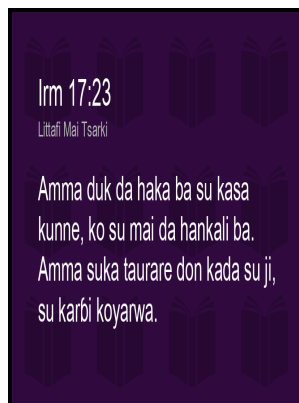 Irm 17:23
Littafi Mai Tsarki
Amma duk da haka ba su kasa
kunne, ko su mai da hankali ba.
Amma suka taurare don kada su ji,
su karɓi koyarwa.